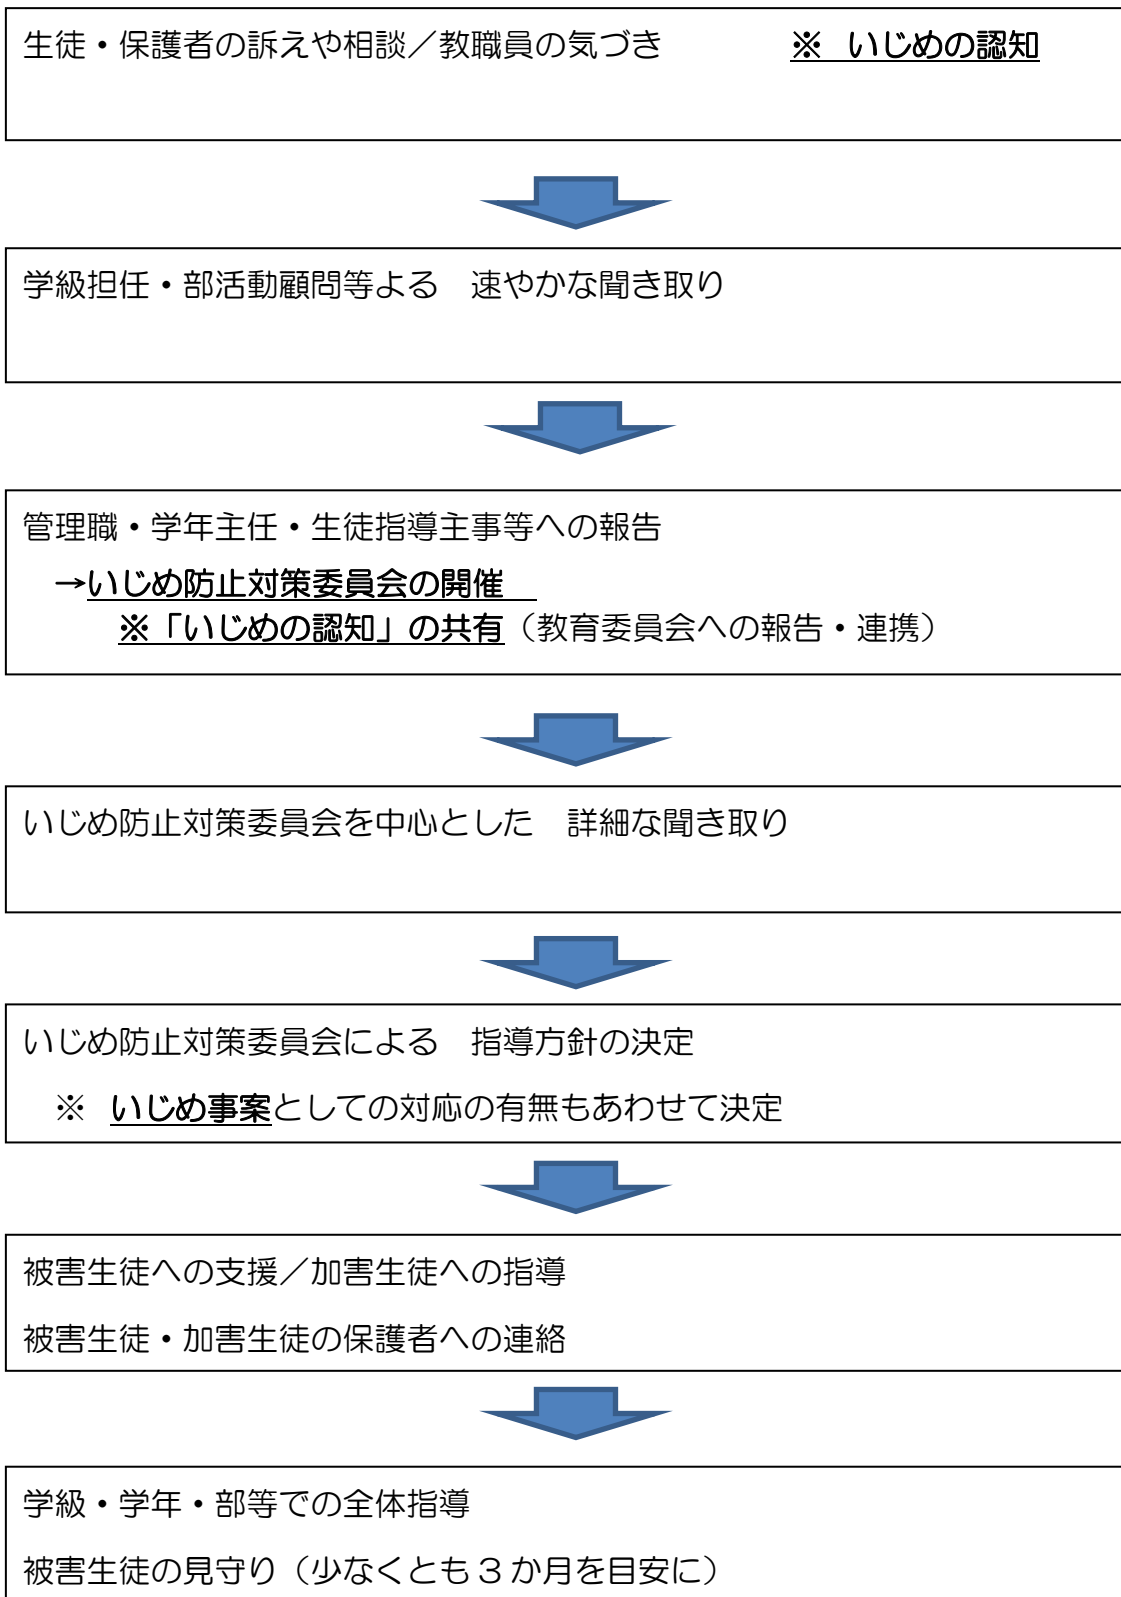 生徒・保護者の訴えや相談／教職員の気づき　　　　※　いじめの認知
学級担任・部活動顧問等よる　速やかな聞き取り
管理職・学年主任・生徒指導主事等への報告
→いじめ防止対策委員会の開催
※「いじめの認知」の共有（教育委員会への報告・連携）
いじめ防止対策委員会を中心とした　詳細な聞き取り
いじめ防止対策委員会による　指導方針の決定
※　いじめ事案としての対応の有無もあわせて決定
被害生徒への支援／加害生徒への指導
被害生徒・加害生徒の保護者への連絡
学級・学年・部等での全体指導
被害生徒の見守り（少なくとも３か月を目安に）